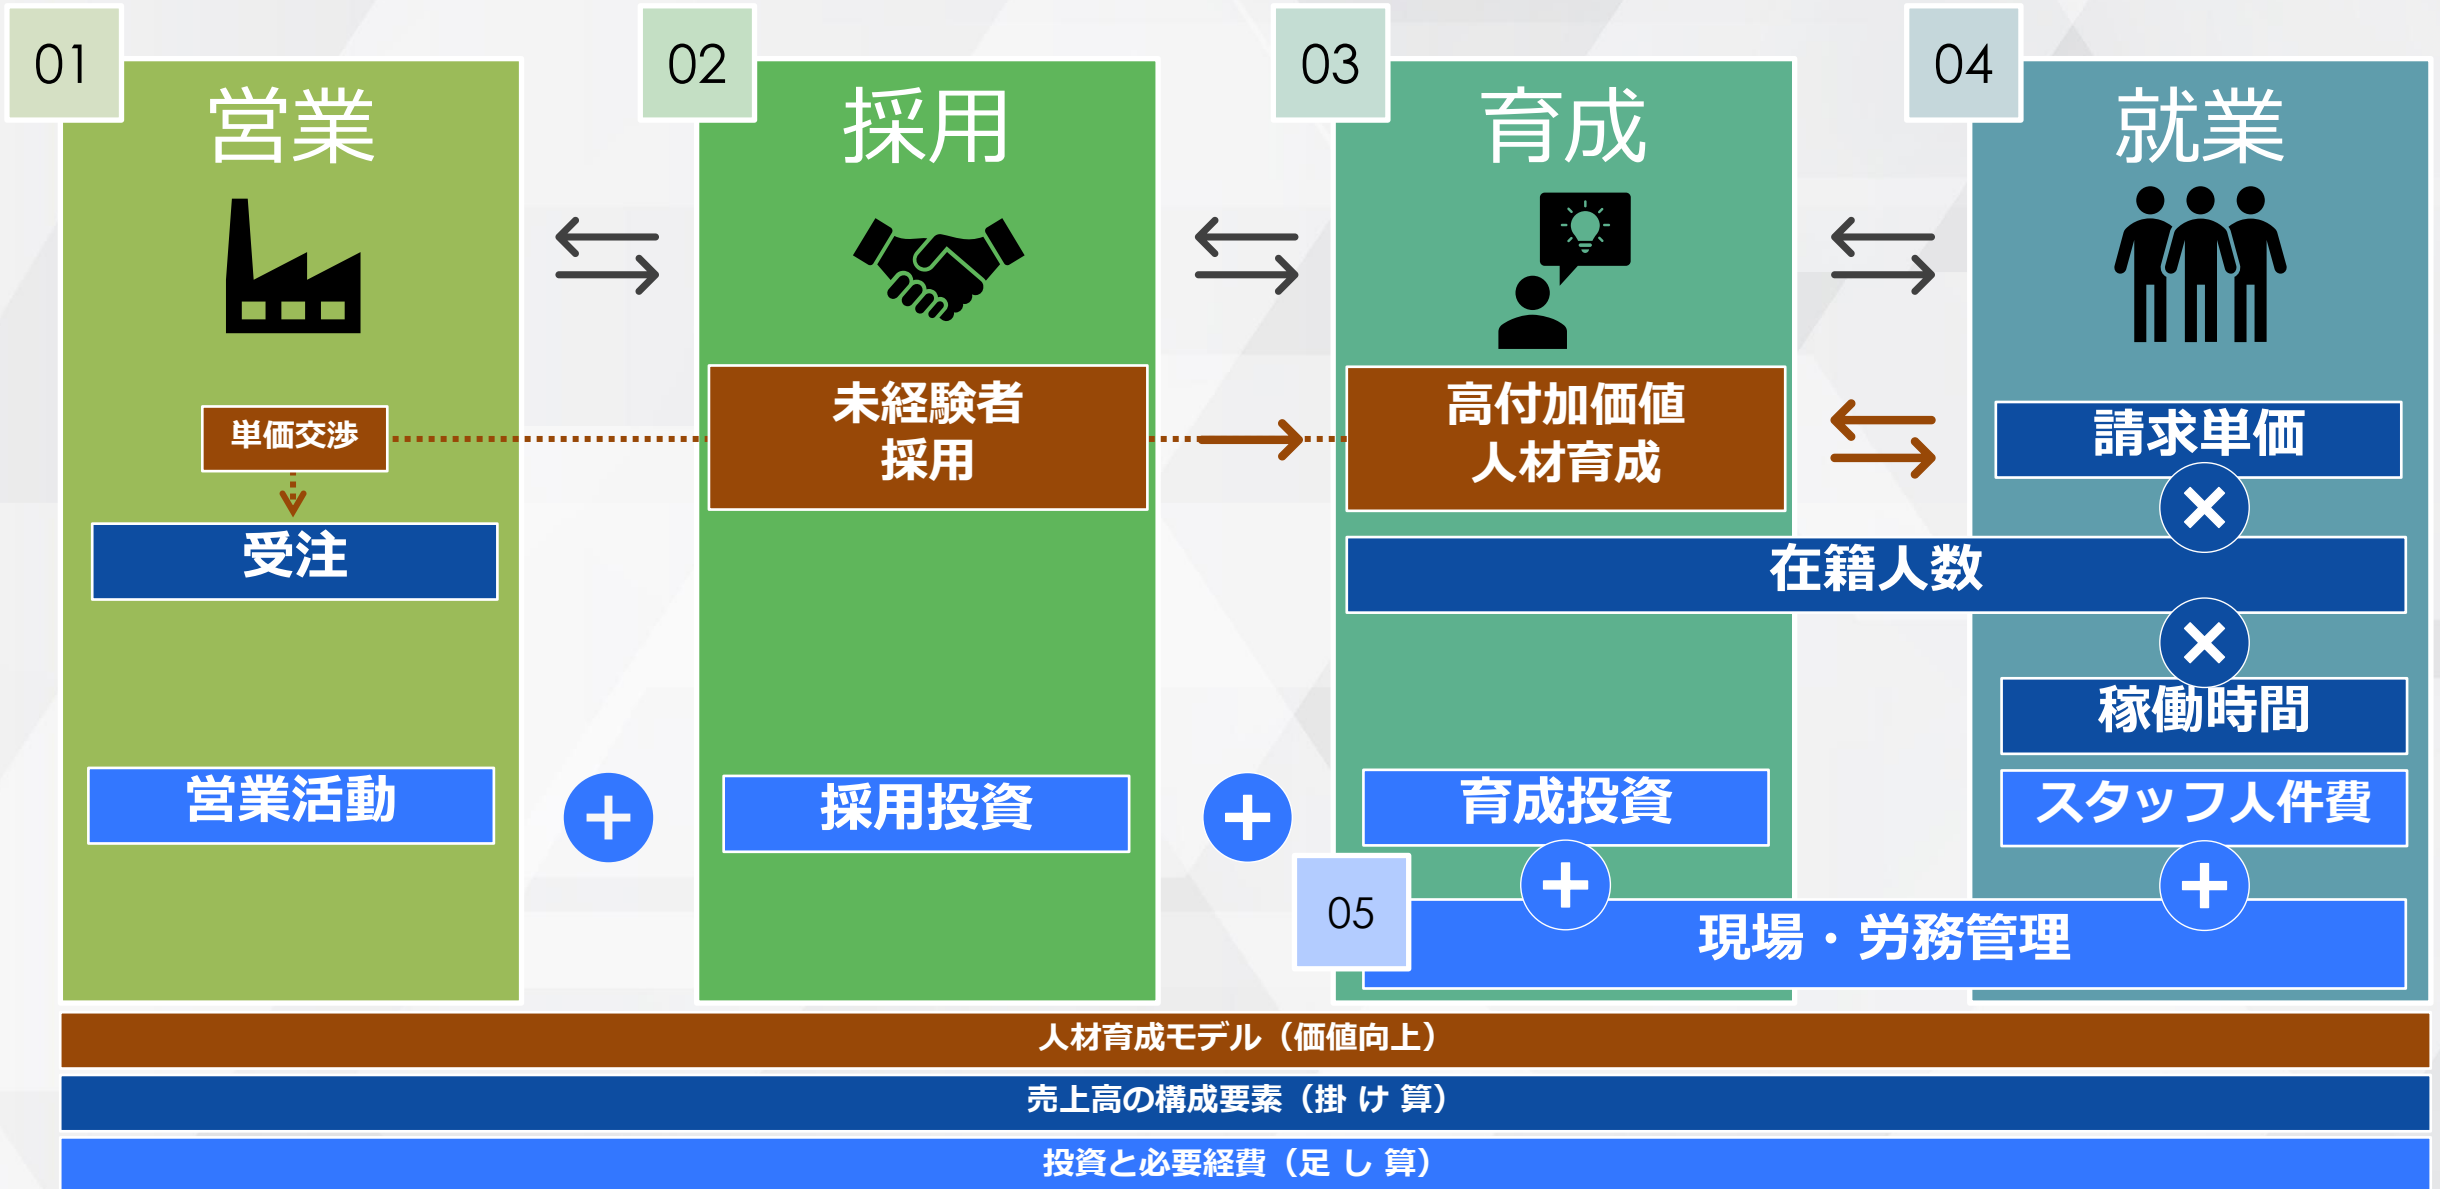 01
営業
02
採用
03
育成
04
就業
単価交渉
未経験者
採用
高付加価値
人材育成
請求単価
×
受注
在籍人数
×
稼働時間
営業活動
+
採用投資
+
育成投資
スタッフ人件費
+
+
05
現場・労務管理
人材育成モデル（価値向上）
売上高の構成要素（掛 け 算）
投資と必要経費（足 し 算）